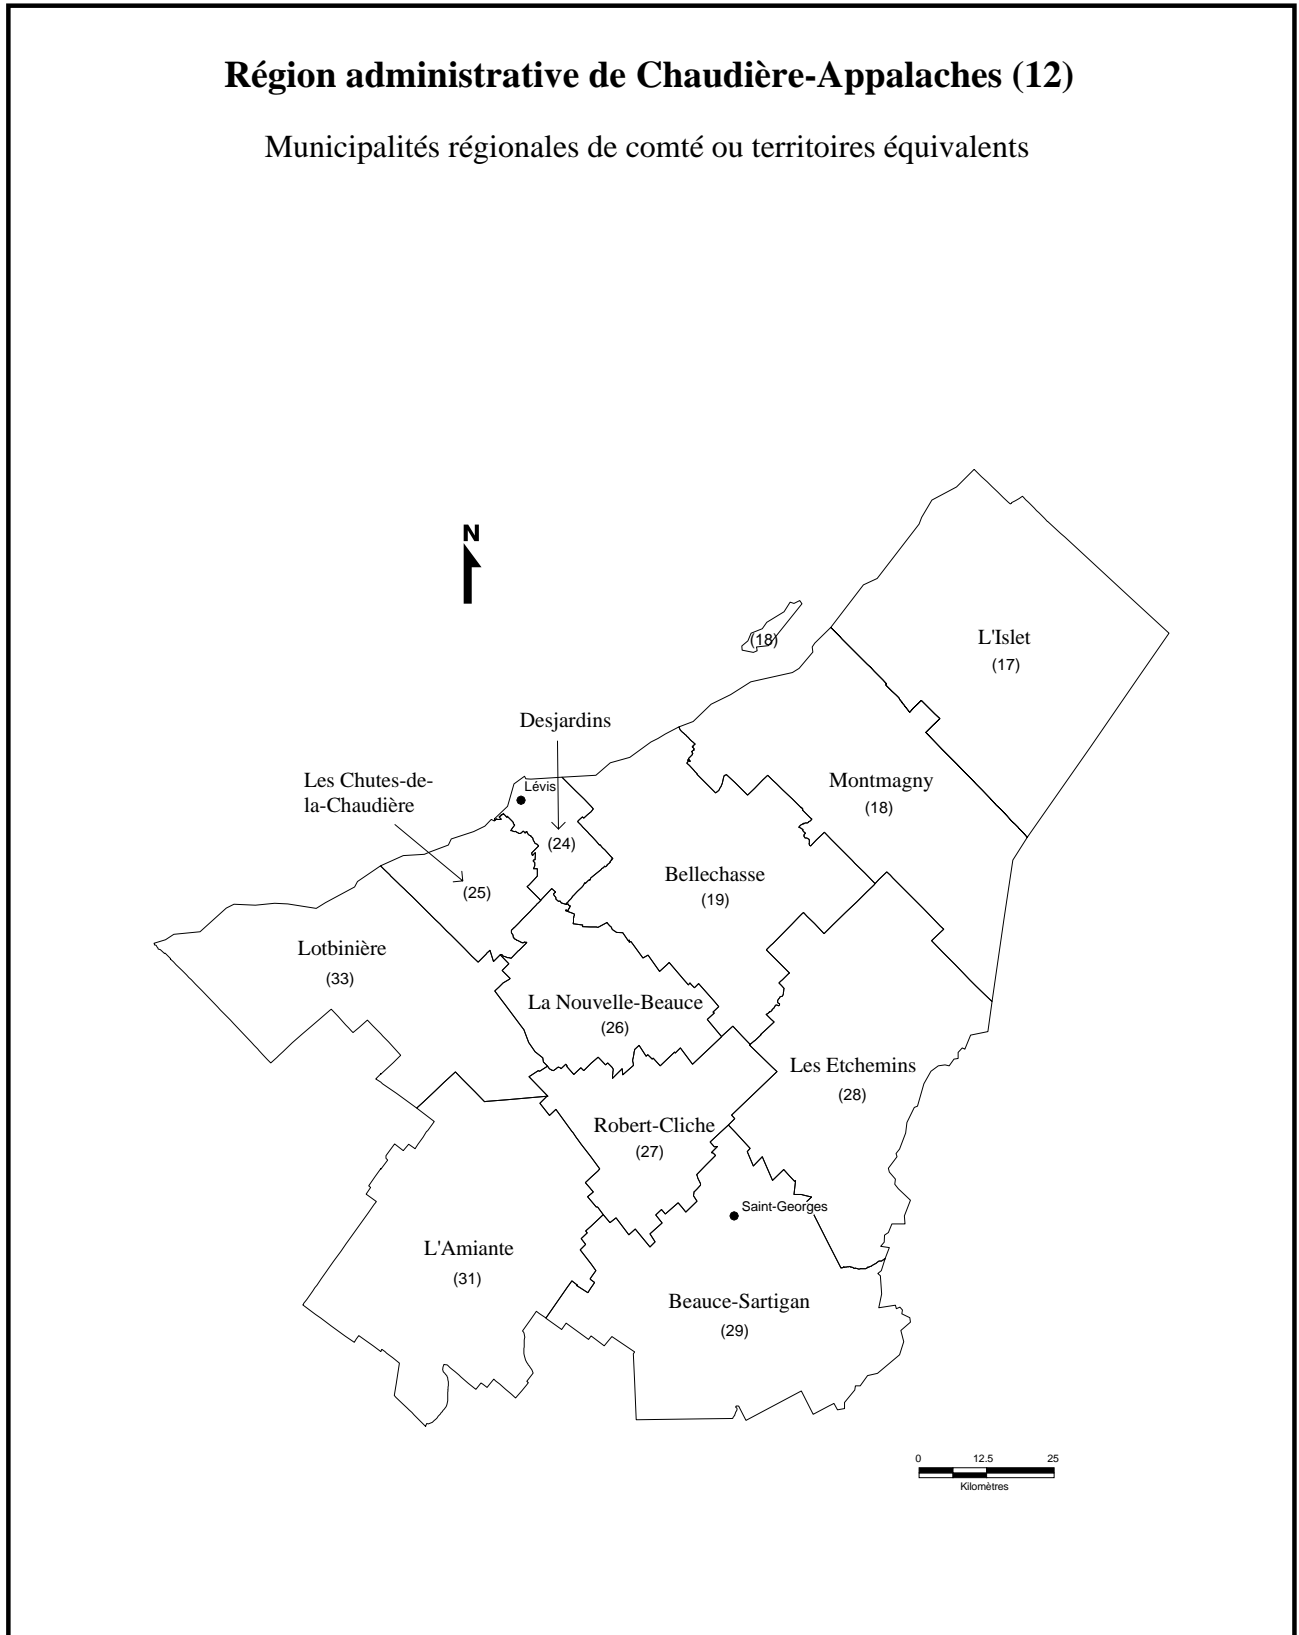 Région administrative de Chaudière-Appalaches (12)
Municipalités régionales de comté ou territoires équivalents
N
L'Islet
(17)
(18)
Desjardins
Les Chutes-de-
la-Chaudière
Lévis
Montmagny
(18)
(24)
Bellechasse
(19)
(25)
Lotbinière
(33)
La Nouvelle-Beauce
(26)
Les Etchemins
(28)
Robert-Cliche
(27)
Saint-Georges
L'Amiante
(31)
Beauce-Sartigan
(29)
0 12.5 25
Kilomètres